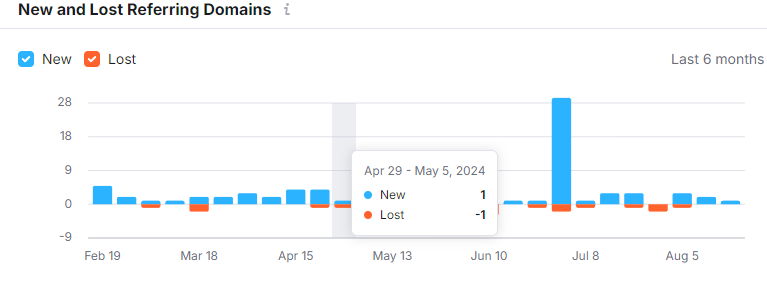 New and Lost Referring Domains i
New Lost Last 6 months
28
18
9
0
-9
Apr 29 - May 5, 2024
New 1
Lost -1
Feb 19 Mar 18 Apr 15 May 13 Jun 10 Jul 8 Aug 5